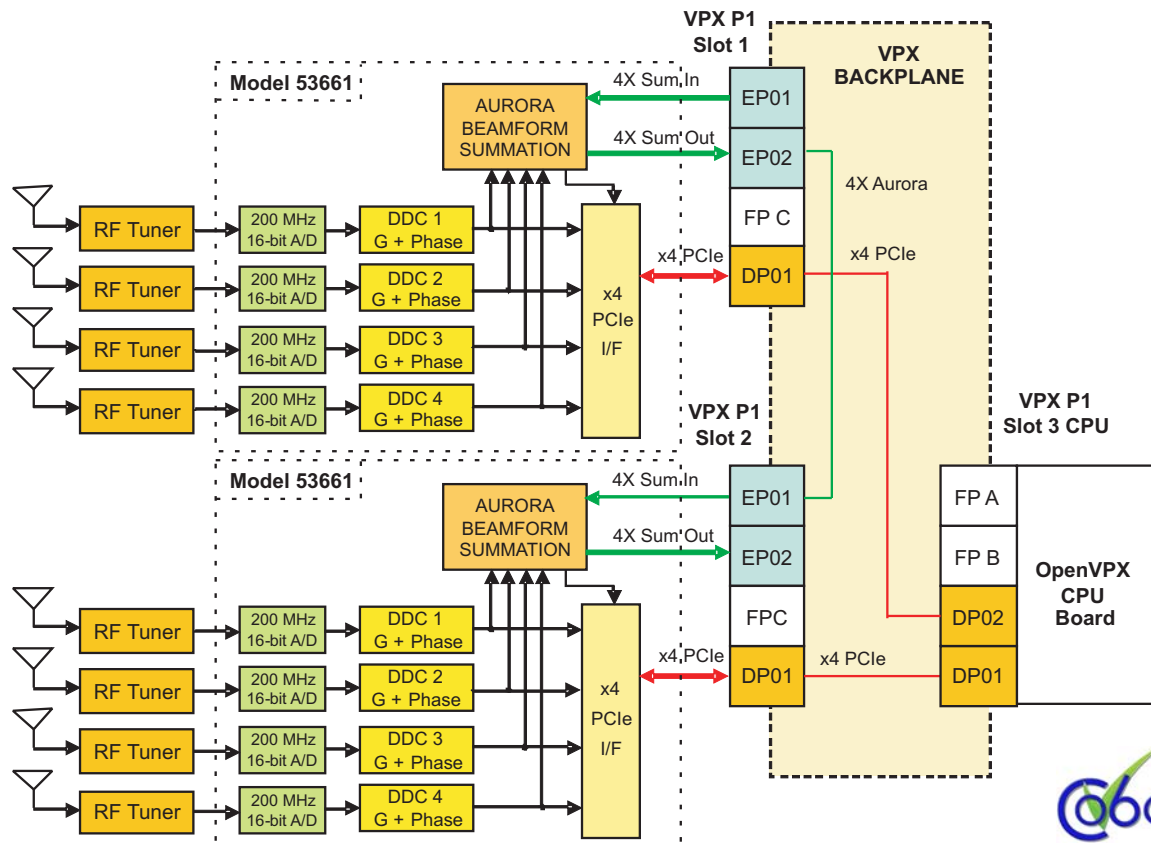 VPX P1
Slot 1
VPX
BACKPLANE
Model 53661
4X Sum In
EP01
AURORA
BEAMFORM
SUMMATION
4X Sum Out
EP02
4X Aurora
FP C
RF Tuner
200 MHz
16-bit A/D
DDC 1
G + Phase
x4 PCIe
x4 PCIe
DP01
RF Tuner
200 MHz
16-bit A/D
DDC 2
G + Phase
x4
PCIe
I/F
RF Tuner
200 MHz
16-bit A/D
DDC 3
G + Phase
RF Tuner
200 MHz
16-bit A/D
DDC 4
G + Phase
VPX P1
Slot 2
VPX P1
Slot 3 CPU
Model 53661
4X Sum In
EP01
FP A
AURORA
BEAMFORM
SUMMATION
4X Sum Out
EP02
FP B
OpenVPX
CPU
Board
FPC
DP02
RF Tuner
200 MHz
16-bit A/D
DDC 1
G + Phase
x4 PCIe
DP01
x4 PCIe
DP01
RF Tuner
200 MHz
16-bit A/D
DDC 2
G + Phase
x4
PCIe
I/F
RF Tuner
200 MHz
16-bit A/D
DDC 3
G + Phase
RF Tuner
200 MHz
16-bit A/D
DDC 4
G + Phase